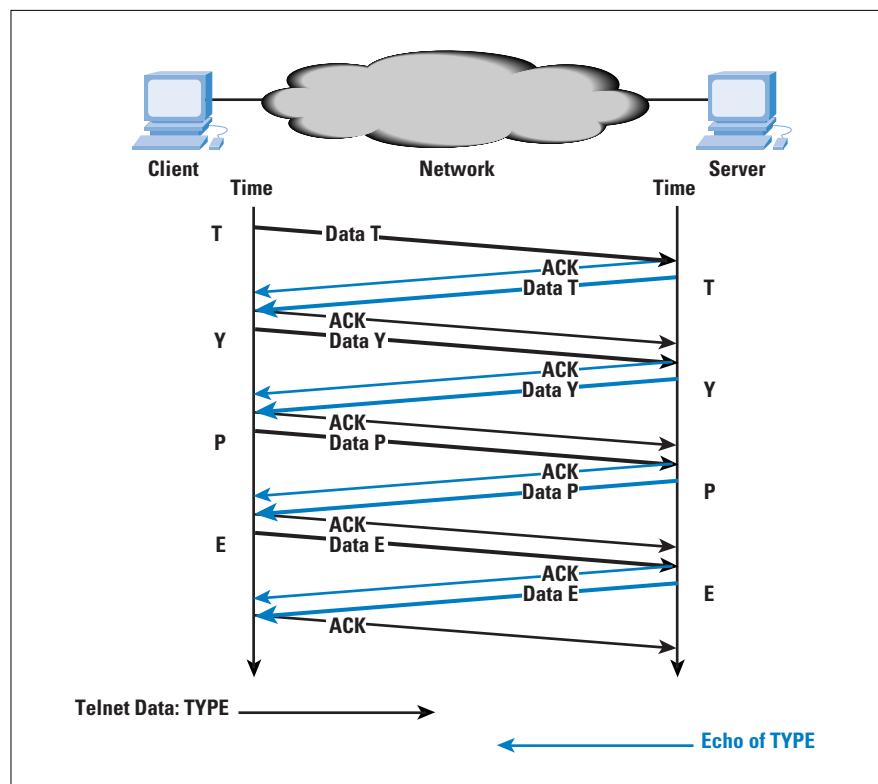 Client
Network
Server
Time
Time
T
Data T
ACK
Data T
T
ACK
Y
Data Y
ACK
Data Y
Y
ACK
P
Data P
ACK
Data P
P
ACK
E
Data E
ACK
Data E
E
ACK
Telnet Data: TYPE
Echo of TYPE